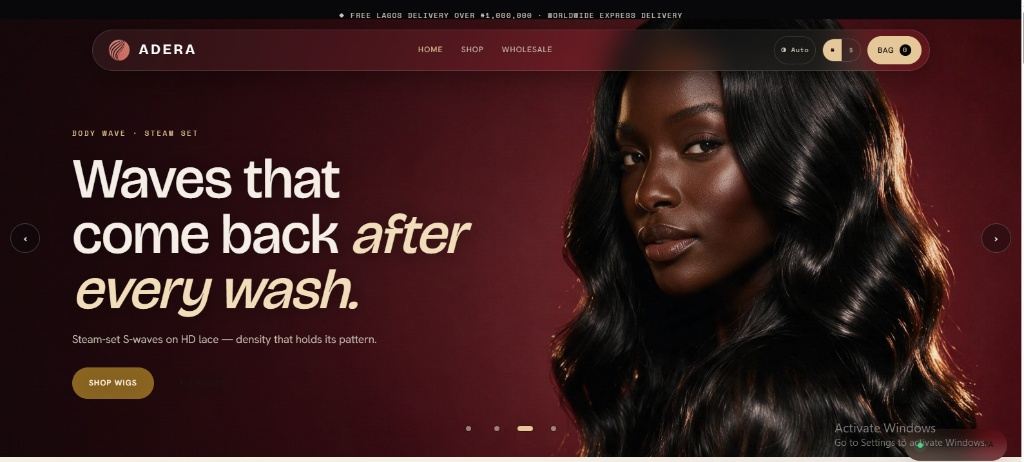 ◆ FREE LAGOS DELIVERY OVER ₦1,000,000 · WORLDWIDE EXPRESS DELIVERY
ADERA
HOME SHOP WHOLESALE
Auto
₦ $
BAG 0
BODY WAVE · STEAM SET
Waves that
come back after
every wash.
Steam-set S-waves on HD lace — density that holds its pattern.
SHOP WIGS
Activate Windows
Go to Settings to activate Windows.